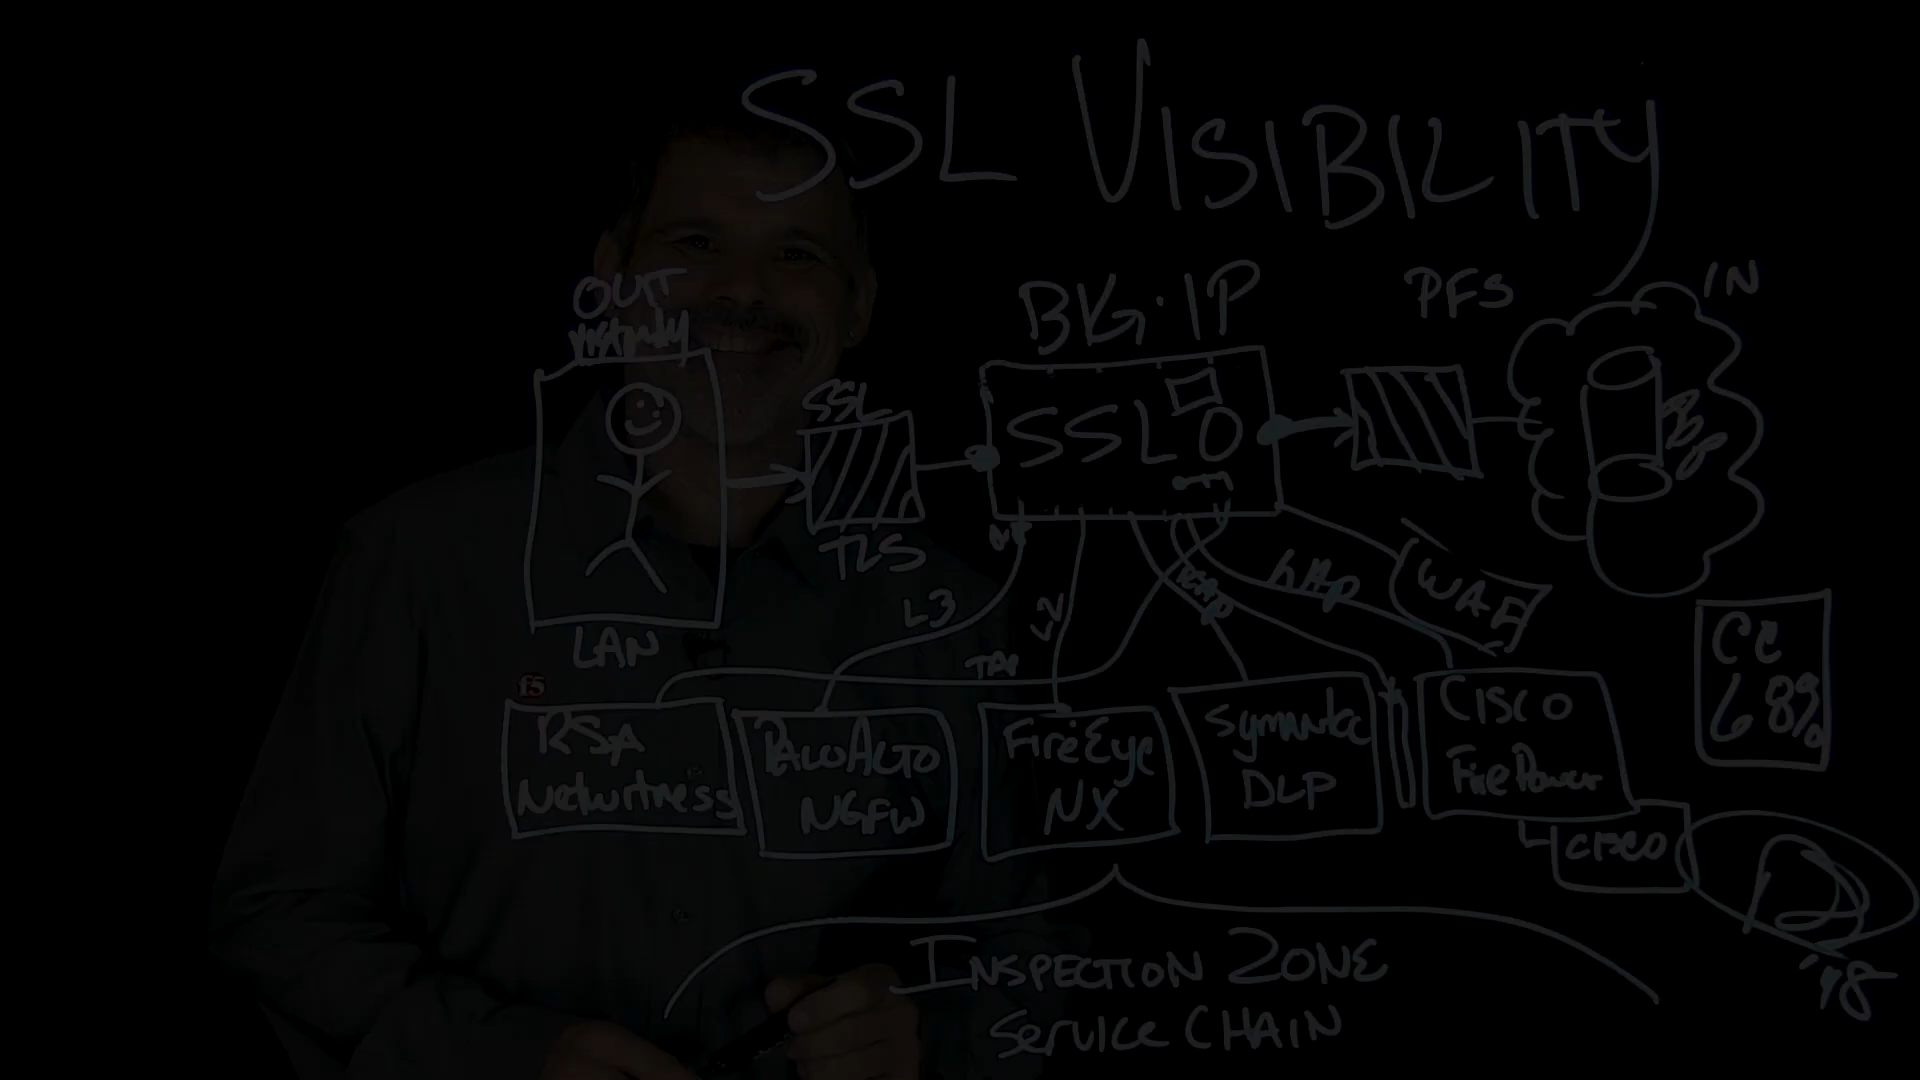 SSL VISIBILITY
OUT
BIG-IP
PFS
IN
SSL
SSLO
TLS
LAN
L3
L2
TAP
ICAP
WAF
f5
RSA
Netwitness
PALOALTO
NGFW
FireEye
NX
Symantec
DLP
CISCO
FirePower
CISCO
CC
68%
INSPECTION ZONE
Service CHAIN
'18